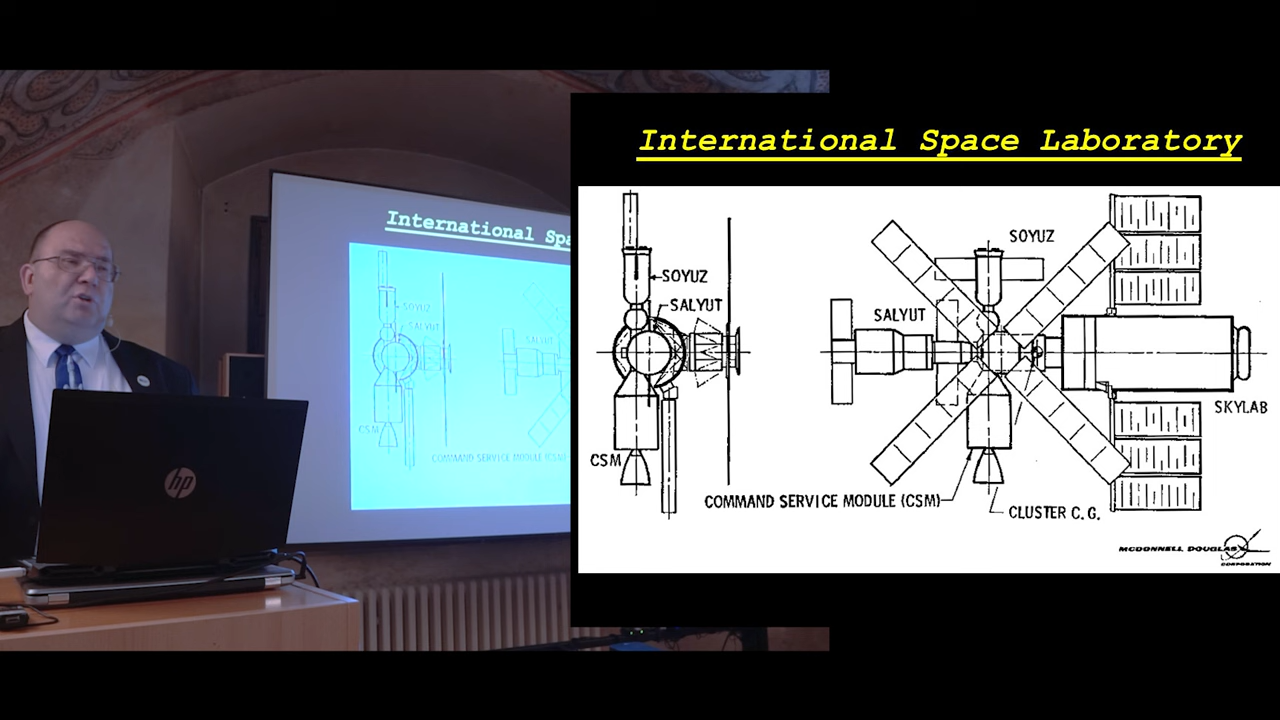 International Space Laboratory
SOYUZ
SALYUT
CSM
SOYUZ
SALYUT
SKYLAB
COMMAND SERVICE MODULE (CSM)
CLUSTER C.G.
MCDONNELL DOUGLAS
CORPORATION
International Spa
SOYUZ
SALYUT
SALYUT
CSM
COMMAND SERVICE MODULE (CSM)
hp